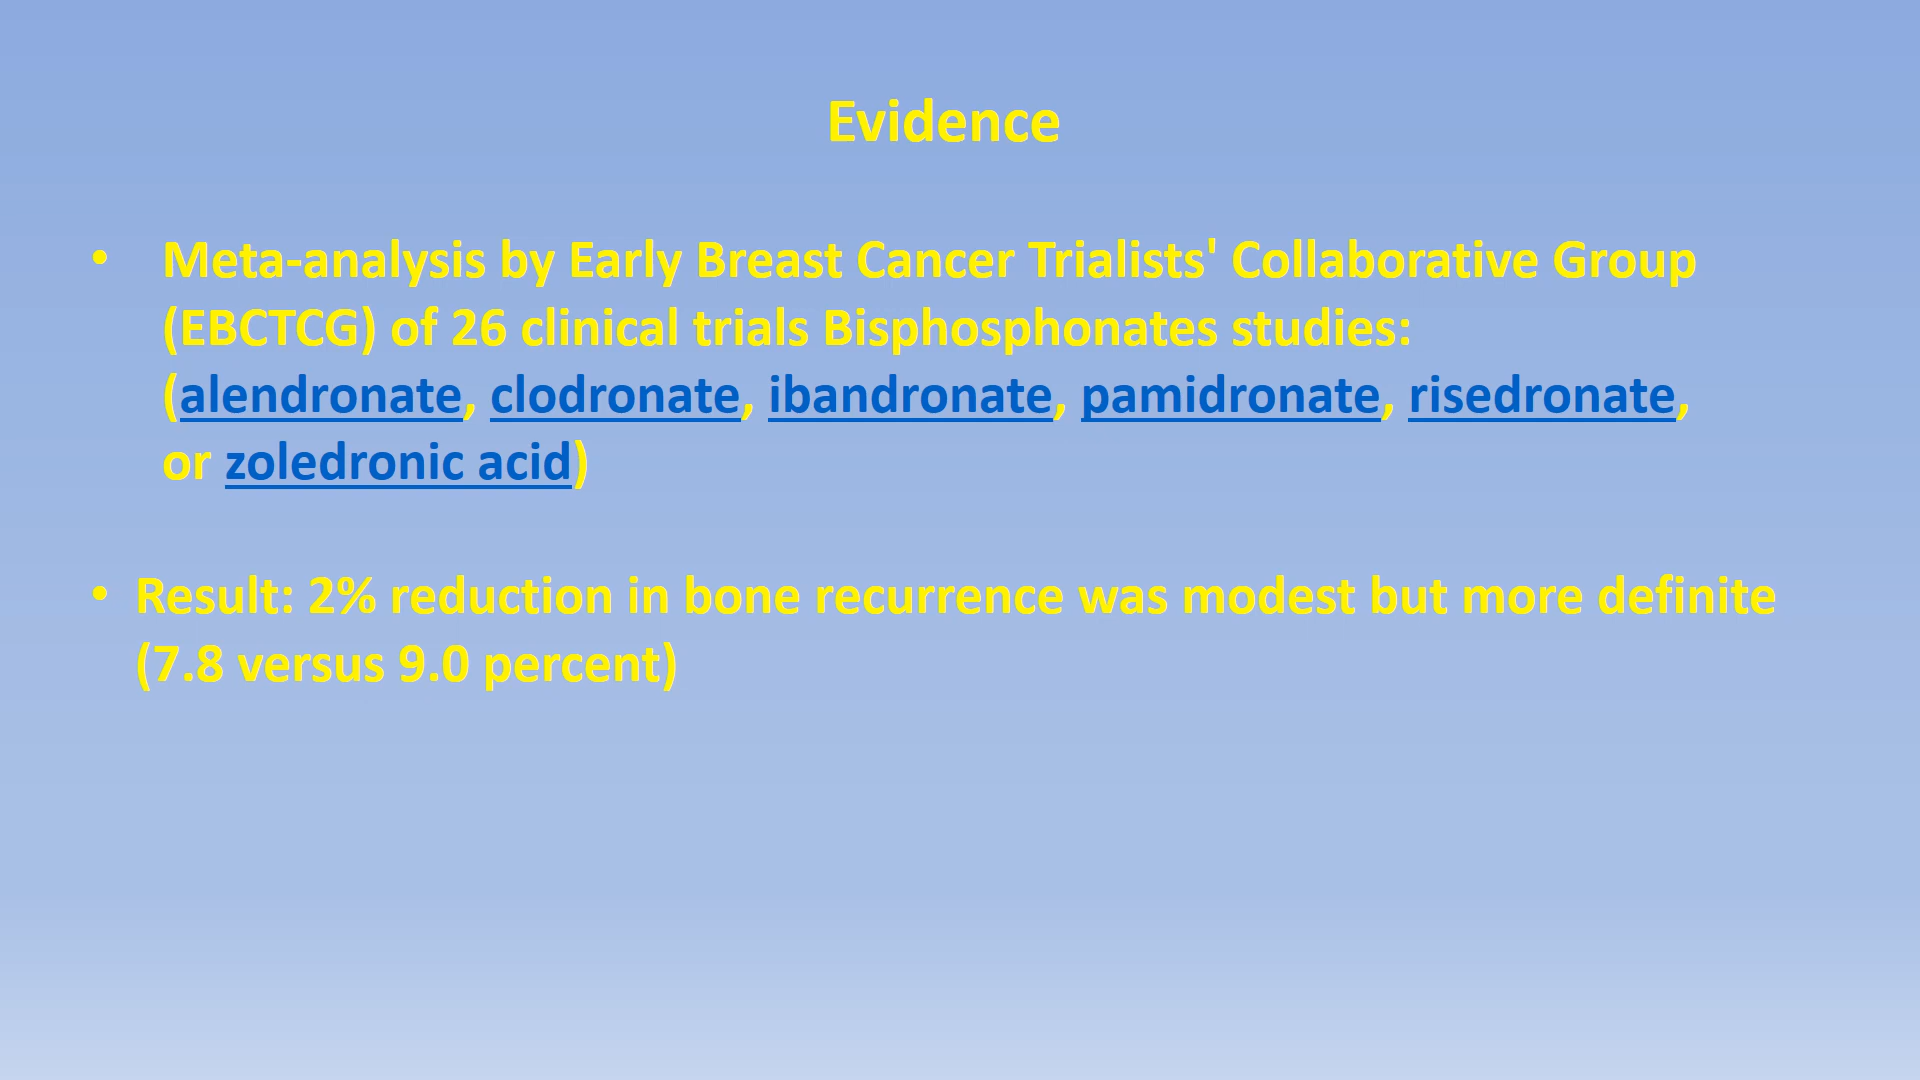 Evidence
• Meta-analysis by Early Breast Cancer Trialists' Collaborative Group
(EBCTCG) of 26 clinical trials Bisphosphonates studies:
(alendronate, clodronate, ibandronate, pamidronate, risedronate,
or zoledronic acid)
• Result: 2% reduction in bone recurrence was modest but more definite
(7.8 versus 9.0 percent)